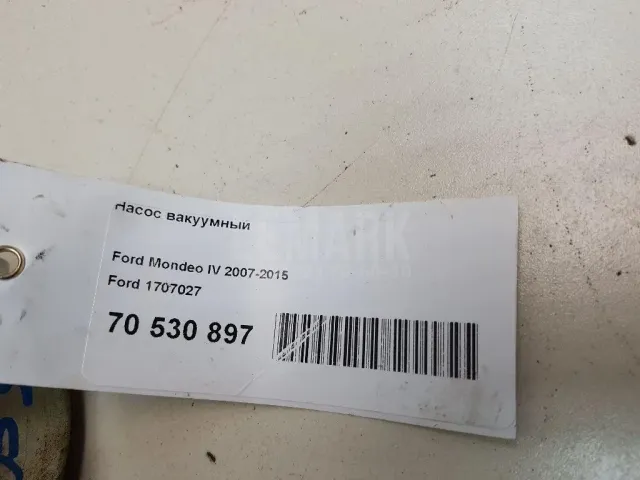 Насос вакуумный
Ford Mondeo IV 2007-2015
Ford 1707027
70 530 897